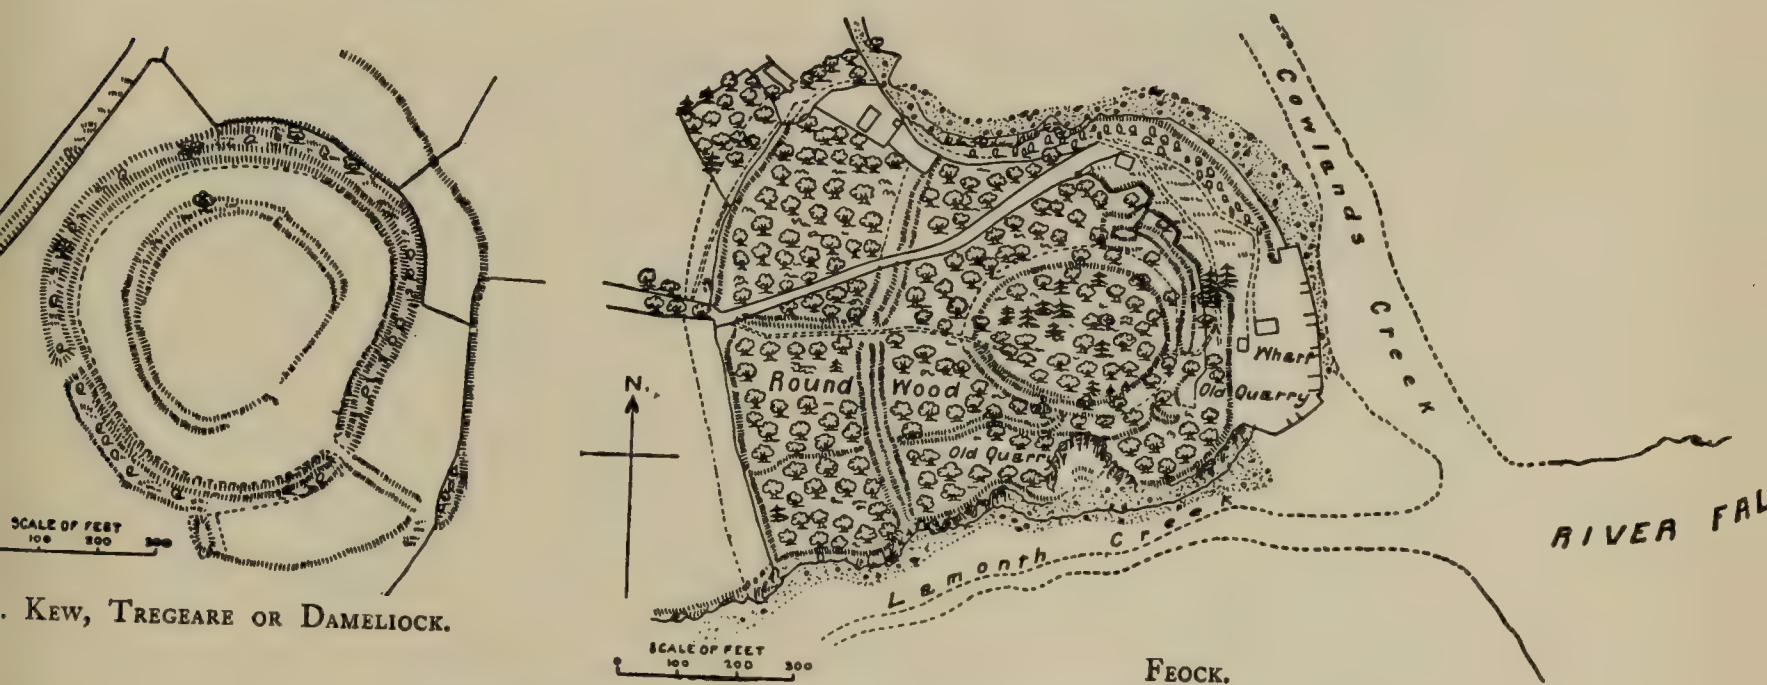 SCALE OF FEET
100 200 300
. KEW, TREGEARE OR DAMELIOCK.
Cowlands Creek
N.
Round Wood
Wharf
Old Quarry
Old Quarry
Lamonth Creek
RIVER FAL
SCALE OF FEET
0 100 200 300
FEOCK.